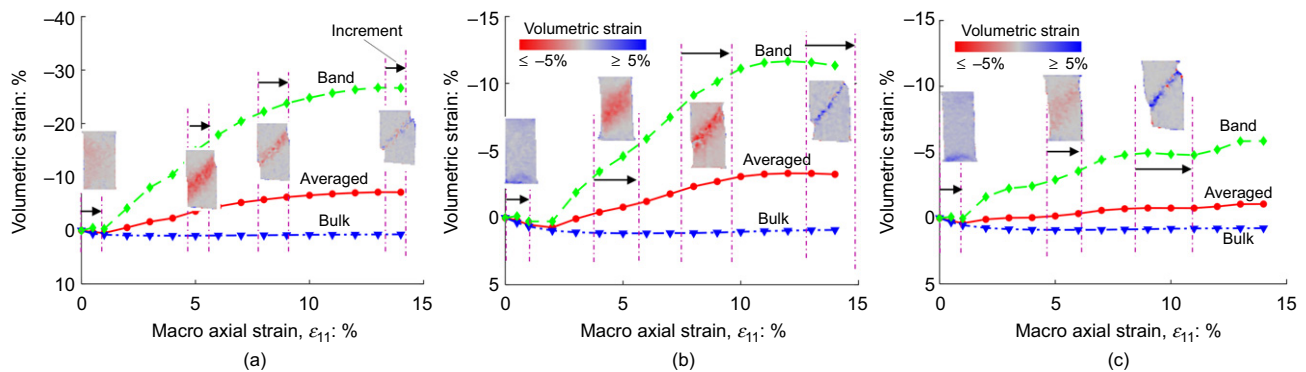 Volumetric strain: %
–40
–30
–20
–10
0
10
Increment
Band
Averaged
Bulk
0
5
10
15
Macro axial strain, ε11: %
(a)
Volumetric strain: %
–15
–10
–5
0
5
Volumetric strain
≤ –5%
≥ 5%
Band
Averaged
Bulk
0
5
10
15
Macro axial strain, ε11: %
(b)
Volumetric strain: %
–15
–10
–5
0
5
Volumetric strain
≤ –5%
≥ 5%
Band
Averaged
Bulk
0
5
10
15
Macro axial strain, ε11: %
(c)